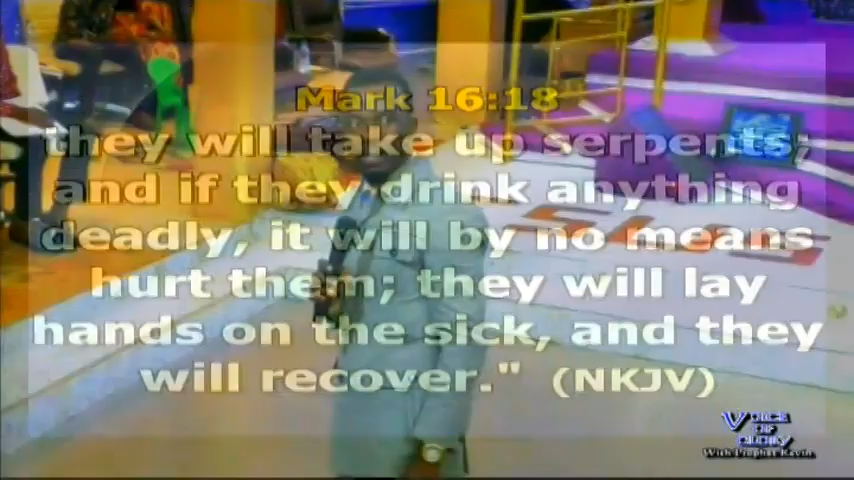 Mark 16:18
they will take up serpents;
and if they drink anything
deadly, it will by no means
hurt them; they will lay
hands on the sick, and they
will recover." (NKJV)
VOICE
OF
GLORY
With Prophet Kavin